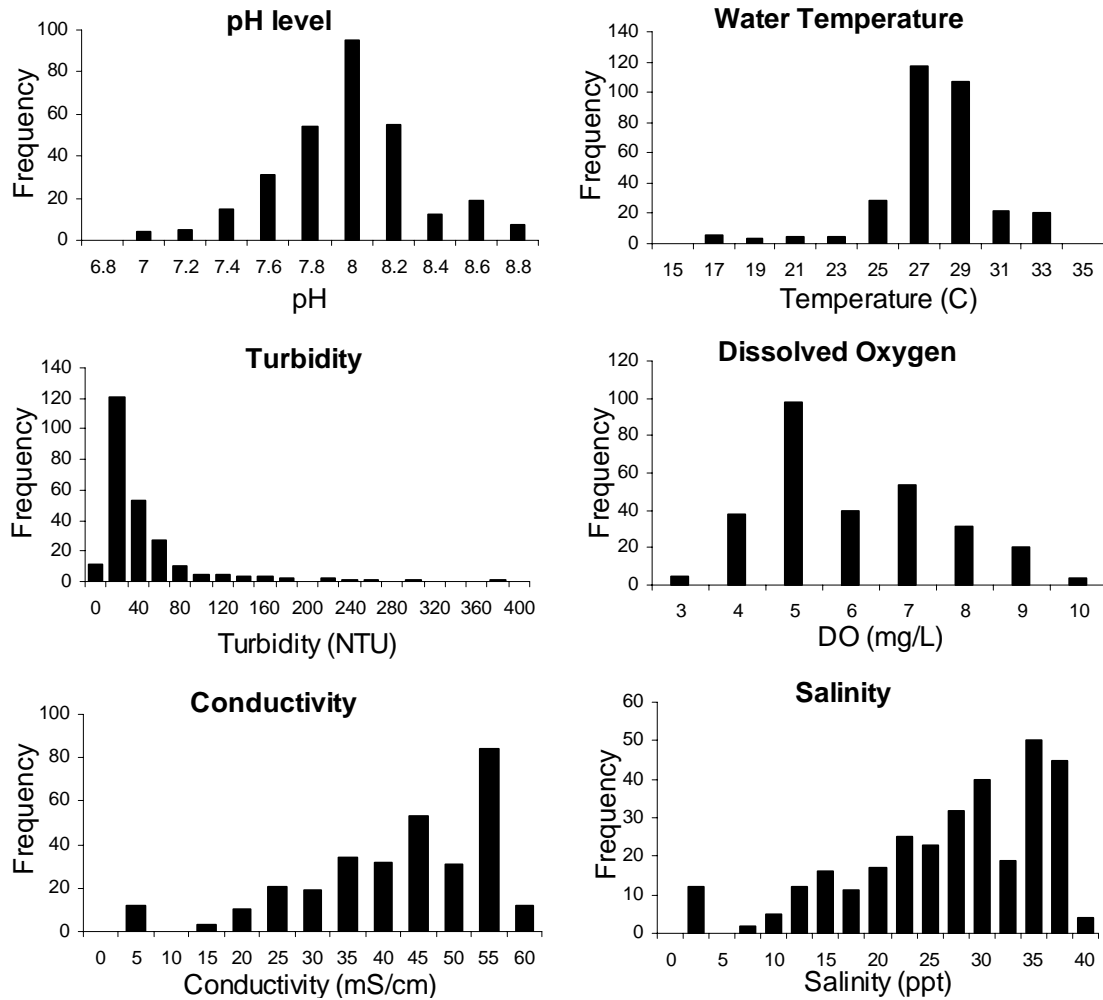 pH level
100
80
60
40
20
0
Frequency
6.8 7 7.2 7.4 7.6 7.8 8 8.2 8.4 8.6 8.8
pH
Water Temperature
140
120
100
80
60
40
20
0
Frequency
15 17 19 21 23 25 27 29 31 33 35
Temperature (C)
Turbidity
140
120
100
80
60
40
20
0
Frequency
0 40 80 120 160 200 240 280 320 360 400
Turbidity (NTU)
Dissolved Oxygen
120
100
80
60
40
20
0
Frequency
3 4 5 6 7 8 9 10
DO (mg/L)
Conductivity
100
80
60
40
20
0
Frequency
0 5 10 15 20 25 30 35 40 45 50 55 60
Conductivity (mS/cm)
Salinity
60
50
40
30
20
10
0
Frequency
0 5 10 15 20 25 30 35 40
Salinity (ppt)